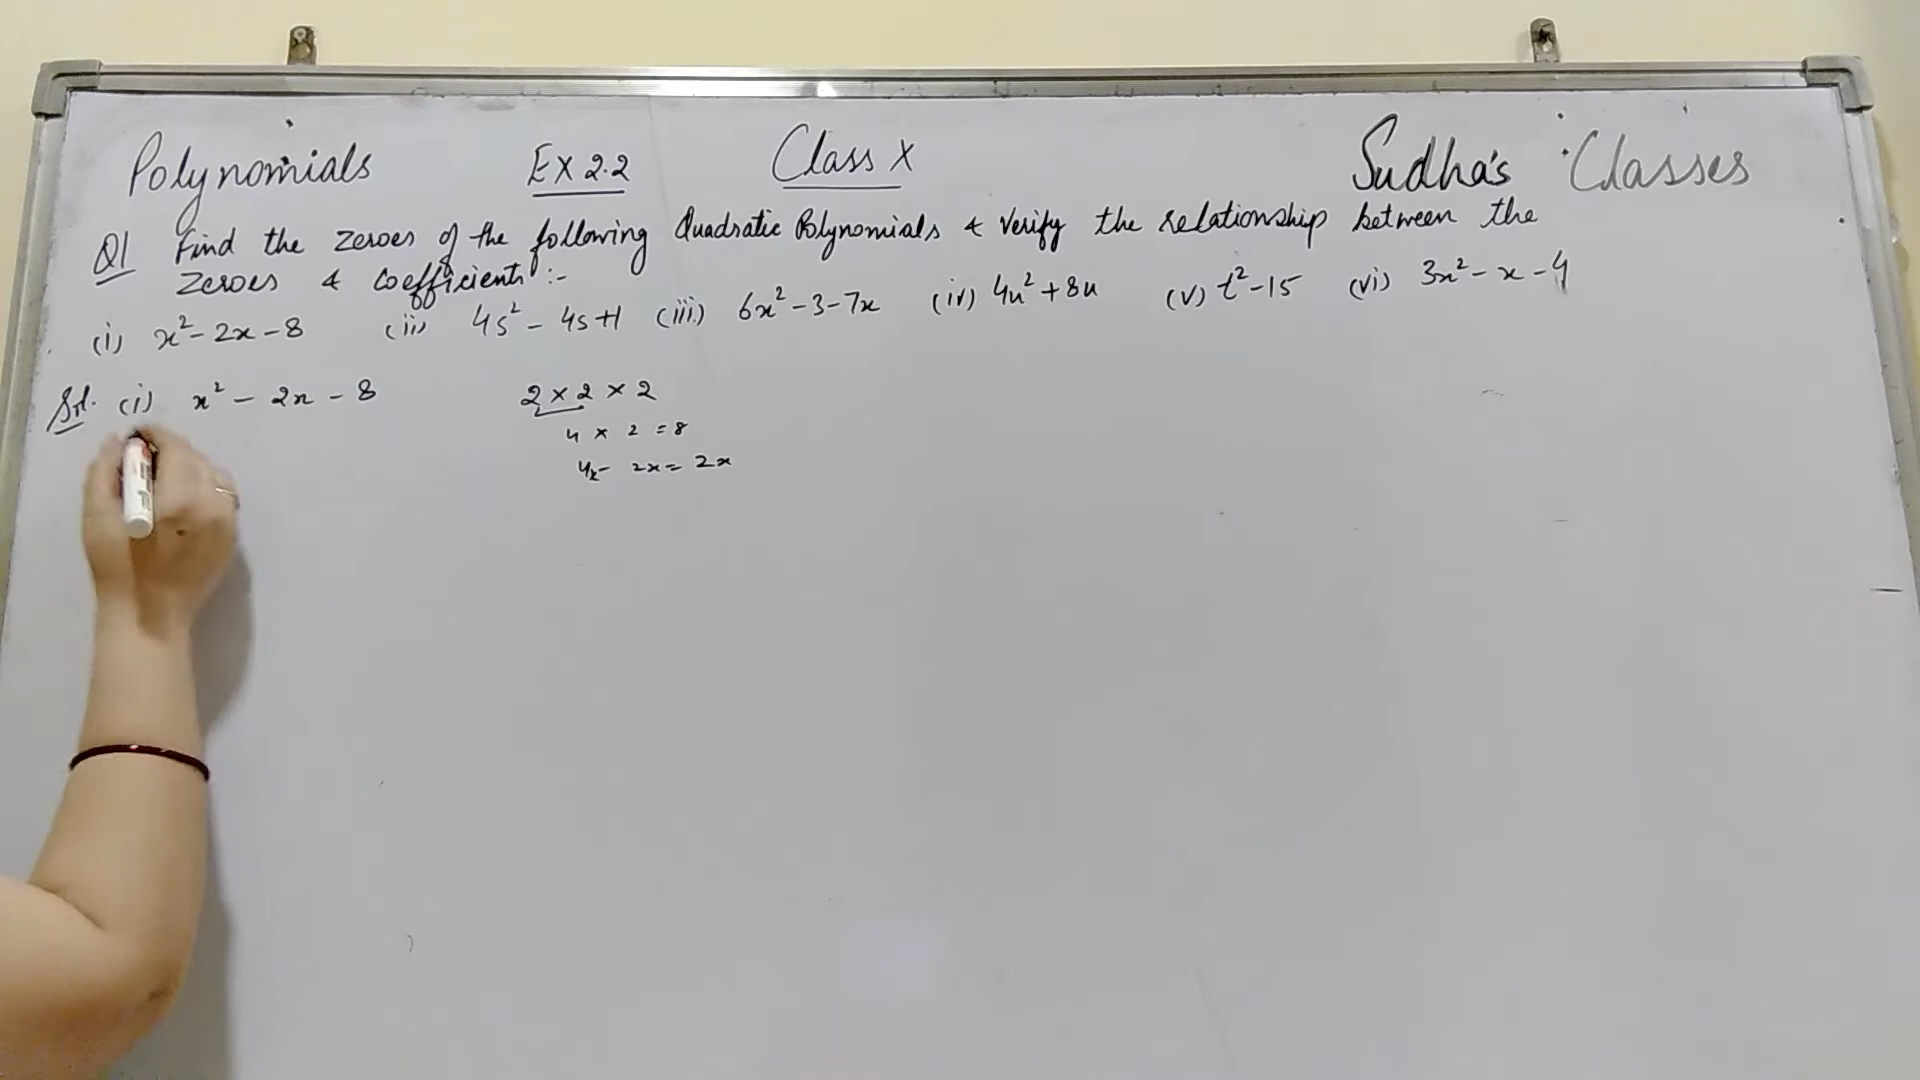 Polynomials Ex 2.2 Class X Sudha's Classes
Q1 Find the zeroes of the following Quadratic Polynomials & Verify the relationship between the
zeroes & coefficients :-
(i) x² - 2x - 8 (ii) 4s² - 4s + 1 (iii) 6x² - 3 - 7x (iv) 4u² + 8u (v) t² - 15 (vi) 3x² - x - 4
Sol. (i) x² - 2x - 8
2 × 2 × 2
4 × 2 = 8
4x - 2x = 2x